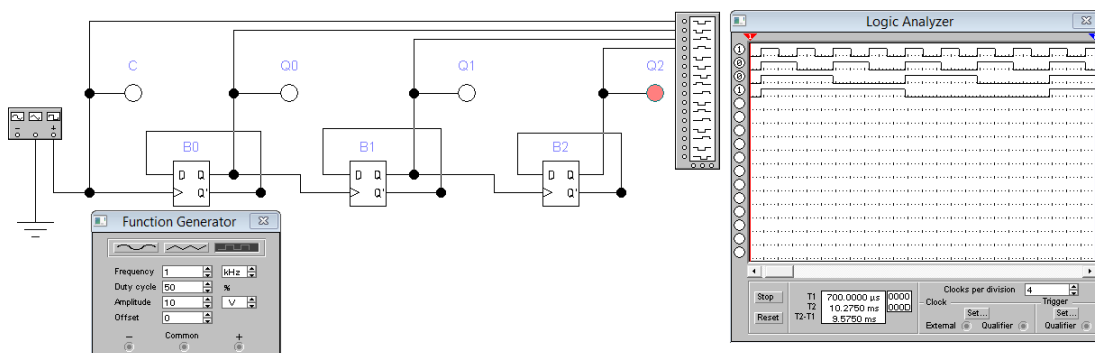 C
Q0
Q1
Q2
B0
B1
B2
D Q
Q'
D Q
Q'
D Q
Q'
− +
Function Generator
Frequency 1 kHz
Duty cycle 50 %
Amplitude 10 V
Offset 0
− Common +
Logic Analyzer
1
2
1
0
0
1
Stop
Reset
T1 700.0000 µs 0000
T2 10.2750 ms 000D
T2-T1 9.5750 ms
Clocks per division 4
Clock
Trigger
Set...
Set...
External
Qualifier
Qualifier